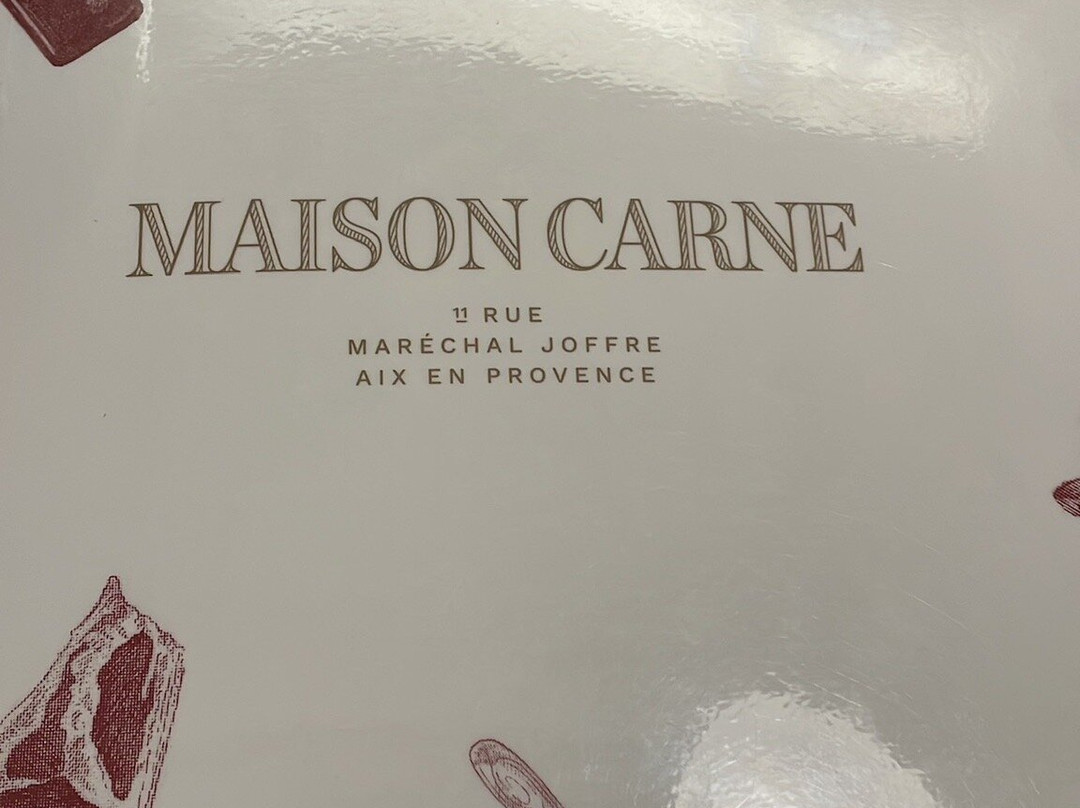 MAISON CARNE
11 RUE
MARÉCHAL JOFFRE
AIX EN PROVENCE